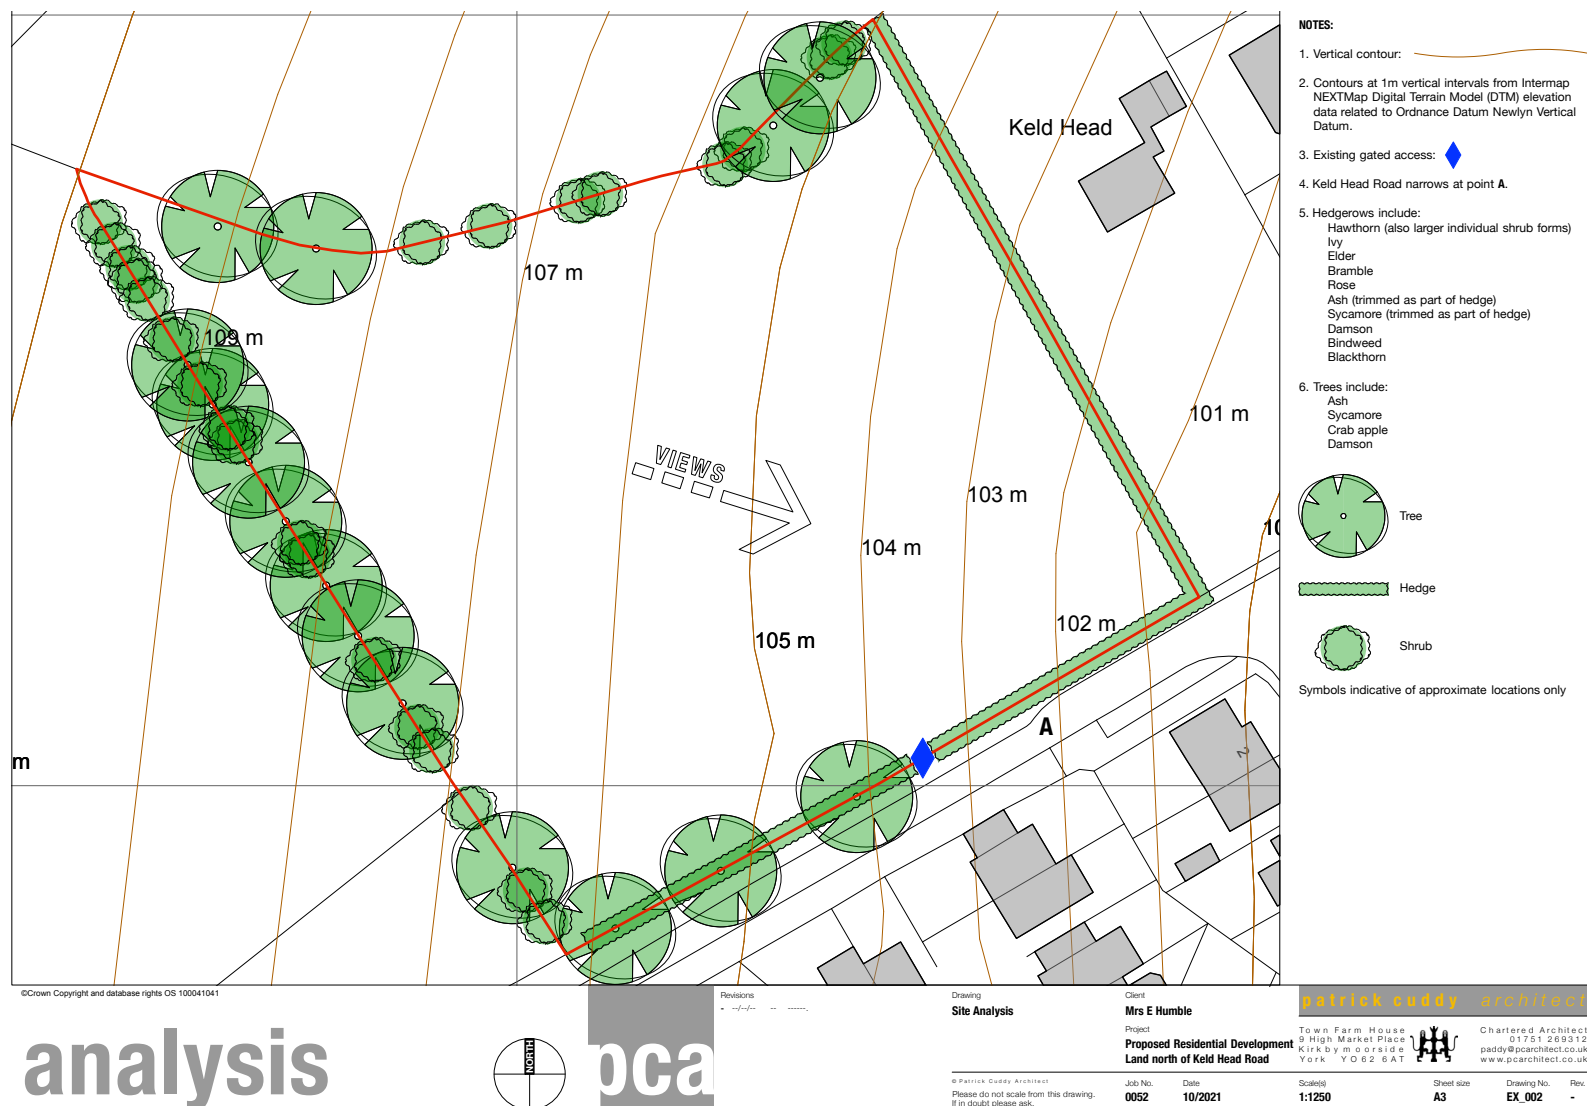 NOTES:
1. Vertical contour:
2. Contours at 1m vertical intervals from Intermap
NEXTMap Digital Terrain Model (DTM) elevation
data related to Ordnance Datum Newlyn Vertical
Datum.
3. Existing gated access:
4. Keld Head Road narrows at point A.
5. Hedgerows include:
Hawthorn (also larger individual shrub forms)
Ivy
Elder
Bramble
Rose
Ash (trimmed as part of hedge)
Sycamore (trimmed as part of hedge)
Damson
Bindweed
Blackthorn
6. Trees include:
Ash
Sycamore
Crab apple
Damson
Tree
Hedge
Shrub
Symbols indicative of approximate locations only
Keld Head
107 m
109 m
101 m
VIEWS
103 m
10
104 m
102 m
105 m
A
2
m
©Crown Copyright and database rights OS 100041041
analysis
NORTH
pca
Revisions
- --/--/-- -- ------.
Drawing
Site Analysis
Client
Mrs E Humble
Project
Proposed Residential Development
Land north of Keld Head Road
patrick cuddy architect
Town Farm House
9 High Market Place
Kirkbymoorside
York YO62 6AT
Chartered Architect
01751 269312
paddy@pcarchitect.co.uk
www.pcarchitect.co.uk
© Patrick Cuddy Architect
Please do not scale from this drawing.
If in doubt please ask.
Job No.
0052
Date
10/2021
Scale(s)
1:1250
Sheet size
A3
Drawing No.
EX_002
Rev.
-